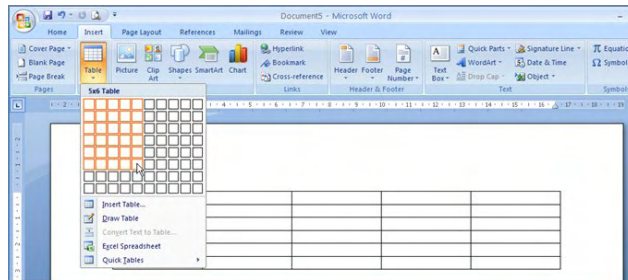 Document5 - Microsoft Word
Home Insert Page Layout References Mailings Review View
Cover Page
Blank Page
Page Break
Pages
Table
Picture
Clip Art
Shapes
SmartArt
Chart
Hyperlink
Bookmark
Cross-reference
Links
Header
Footer
Page Number
Header & Footer
Text Box
Quick Parts
WordArt
Drop Cap
Signature Line
Date & Time
Object
Text
Equatio
Symbol
Symbol
5x6 Table
Insert Table...
Draw Table
Convert Text to Table...
Excel Spreadsheet
Quick Tables